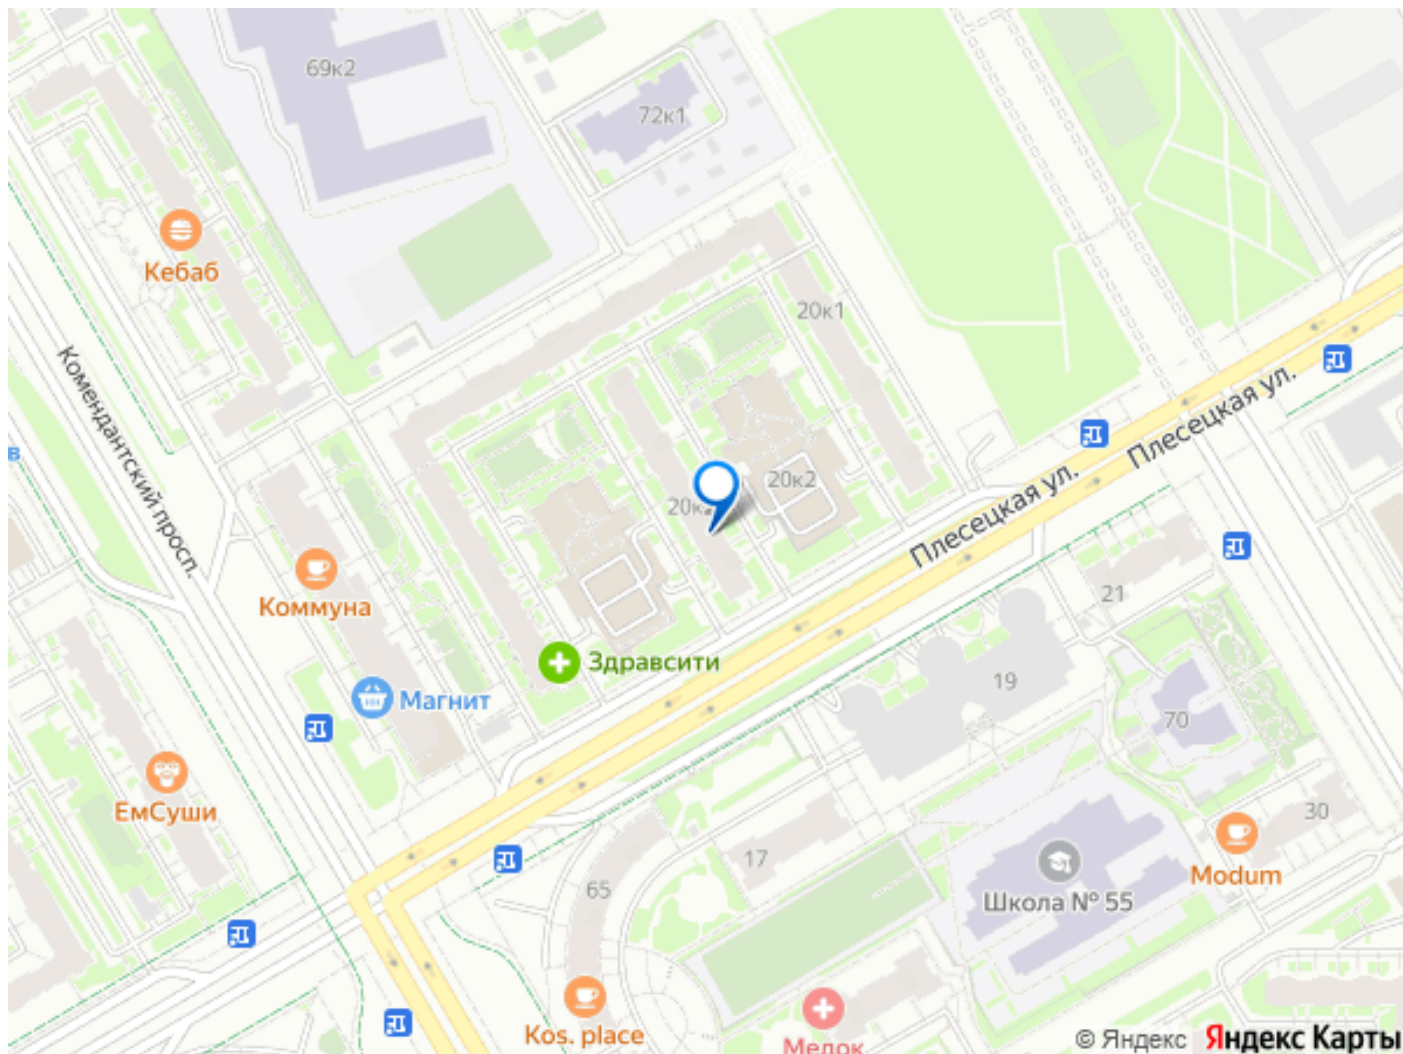 69к2
72к1
Кебаб
20к1
Комендантский просп.
в
Плесецкая ул.
20к2
Плесецкая ул.
Коммуна
21
Здравсити
19
Магнит
70
ЕмСуши
30
17
Modum
65
Школа № 55
Kos. place
Медок
© Яндекс Яндекс Карты